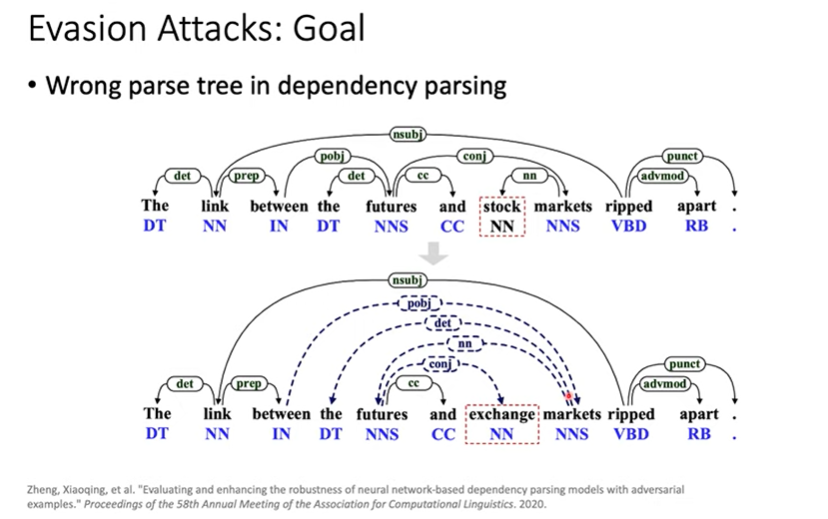 Evasion Attacks: Goal
• Wrong parse tree in dependency parsing
nsubj
pobj conj punct
det prep det cc nn advmod
The link between the futures and stock markets ripped apart .
DT NN IN DT NNS CC NN NNS VBD RB .
nsubj
pobj
det
nn
conj punct
det prep cc advmod
The link between the futures and exchange markets ripped apart .
DT NN IN DT NNS CC NN NNS VBD RB .
Zheng, Xiaoqing, et al. "Evaluating and enhancing the robustness of neural network-based dependency parsing models with adversarial
examples." Proceedings of the 58th Annual Meeting of the Association for Computational Linguistics. 2020.